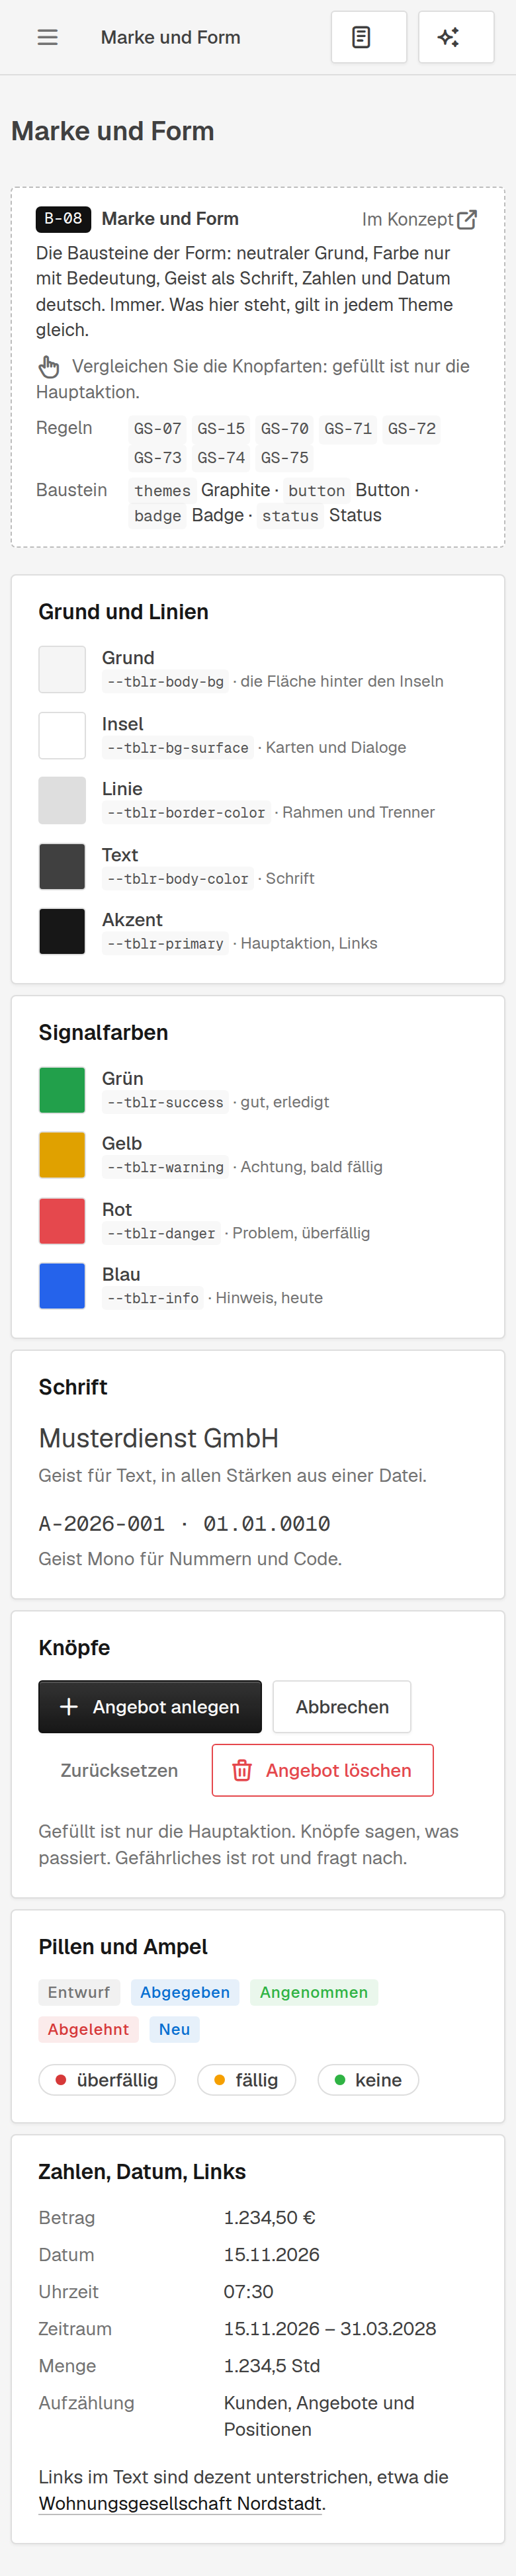 Marke und Form
Marke und Form
B-08 Marke und Form Im Konzept
Die Bausteine der Form: neutraler Grund, Farbe nur
mit Bedeutung, Geist als Schrift, Zahlen und Datum
deutsch. Immer. Was hier steht, gilt in jedem Theme
gleich.
Vergleichen Sie die Knopfarten: gefüllt ist nur die
Hauptaktion.
Regeln GS-07 GS-15 GS-70 GS-71 GS-72
GS-73 GS-74 GS-75
Baustein themes Graphite · button Button ·
badge Badge · status Status
Grund und Linien
Grund
--tblr-body-bg · die Fläche hinter den Inseln
Insel
--tblr-bg-surface · Karten und Dialoge
Linie
--tblr-border-color · Rahmen und Trenner
Text
--tblr-body-color · Schrift
Akzent
--tblr-primary · Hauptaktion, Links
Signalfarben
Grün
--tblr-success · gut, erledigt
Gelb
--tblr-warning · Achtung, bald fällig
Rot
--tblr-danger · Problem, überfällig
Blau
--tblr-info · Hinweis, heute
Schrift
Musterdienst GmbH
Geist für Text, in allen Stärken aus einer Datei.
A-2026-001 · 01.01.0010
Geist Mono für Nummern und Code.
Knöpfe
Angebot anlegen Abbrechen
Zurücksetzen Angebot löschen
Gefüllt ist nur die Hauptaktion. Knöpfe sagen, was
passiert. Gefährliches ist rot und fragt nach.
Pillen und Ampel
Entwurf Abgegeben Angenommen
Abgelehnt Neu
überfällig fällig keine
Zahlen, Datum, Links
Betrag 1.234,50 €
Datum 15.11.2026
Uhrzeit 07:30
Zeitraum 15.11.2026 – 31.03.2028
Menge 1.234,5 Std
Aufzählung Kunden, Angebote und
Positionen
Links im Text sind dezent unterstrichen, etwa die
Wohnungsgesellschaft Nordstadt.